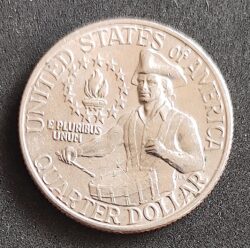 UNITED STATES OF AMERICA
E PLURIBUS
UNUM
QUARTER DOLLAR